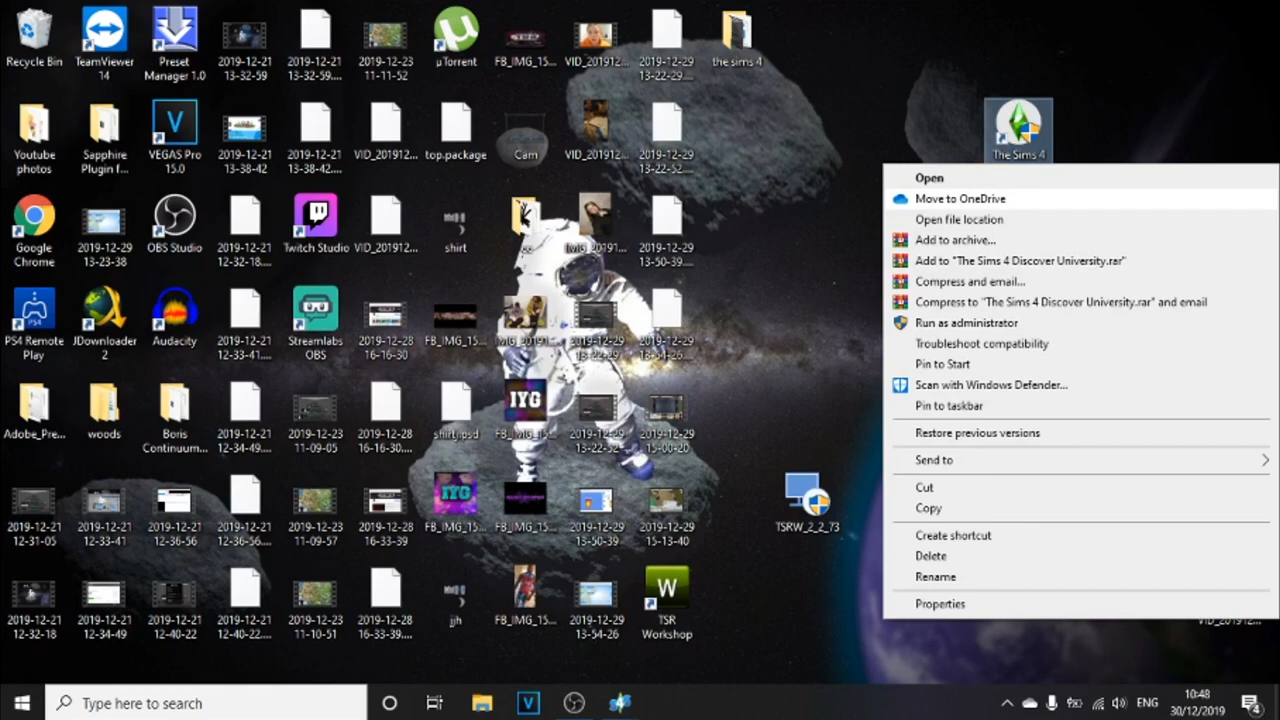 Recycle Bin
TeamViewer
14
Preset
Manager 1.0
2019-12-21
13-32-59
2019-12-21
13-32-59....
2019-12-23
11-11-52
µTorrent
FB_IMG_15...
VID_201912...
2019-12-29
13-22-29....
the sims 4
Youtube
photos
Sapphire
Plugin f...
VEGAS Pro
15.0
2019-12-21
13-38-42
2019-12-21
13-38-42....
VID_201912...
top.package
Cam
VID_201912...
2019-12-29
13-22-52....
The Sims 4
Google
Chrome
2019-12-29
13-23-38
OBS Studio
2019-12-21
12-32-18....
Twitch Studio
VID_201912...
shirt
IMG_20191...
2019-12-29
13-50-39....
PS4 Remote
Play
JDownloader
2
Audacity
2019-12-21
12-33-41....
Streamlabs
OBS
2019-12-28
16-16-30
FB_IMG_15...
IMG_20191...
2019-12-29
13-22-29
2019-12-29
13-54-26....
Adobe_Pre...
woods
Boris
Continuum...
2019-12-21
12-34-49....
2019-12-23
11-09-05
2019-12-28
16-16-30....
shirtj.psd
IYG
FB_IMG_15...
2019-12-29
13-22-52
2019-12-29
15-00-20
2019-12-21
12-31-05
2019-12-21
12-33-41
2019-12-21
12-36-56
2019-12-21
12-36-56....
2019-12-23
11-09-57
2019-12-28
16-33-39
IYG
FB_IMG_15...
FB_IMG_15...
2019-12-29
13-50-39
2019-12-29
15-13-40
TSRW_2_2_73
2019-12-21
12-32-18
2019-12-21
12-34-49
2019-12-21
12-40-22
2019-12-21
12-40-22....
2019-12-23
11-10-51
2019-12-28
16-33-39....
jjh
FB_IMG_15...
2019-12-29
13-54-26
W
TSR
Workshop
Open
Move to OneDrive
Open file location
Add to archive...
Add to "The Sims 4 Discover University.rar"
Compress and email...
Compress to "The Sims 4 Discover University.rar" and email
Run as administrator
Troubleshoot compatibility
Pin to Start
Scan with Windows Defender...
Pin to taskbar
Restore previous versions
Send to
Cut
Copy
Create shortcut
Delete
Rename
Properties
VID_201912...
Type here to search
V
ENG
10:48
30/12/2019
4